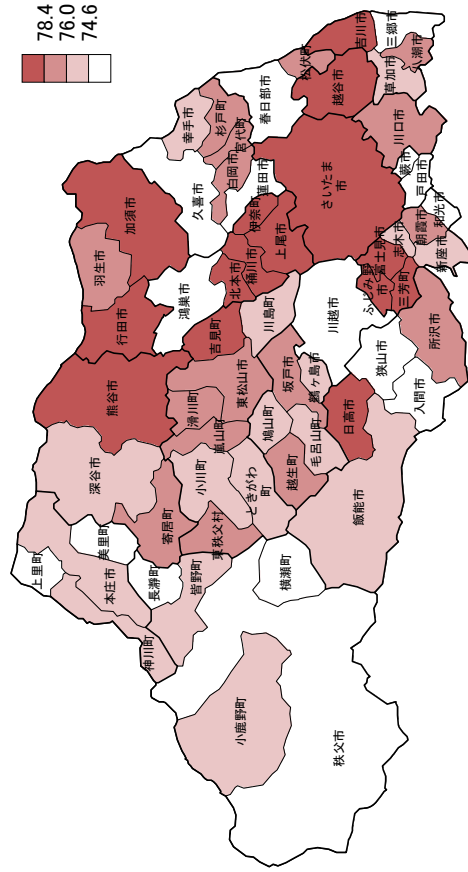 78.4
76.0
74.6
上里町
本庄市
神川町
美里町
深谷市
熊谷市
行田市
羽生市
加須市
長瀞町
皆野町
寄居町
東秩父村
小川町
嵐山町
滑川町
東松山市
吉見町
鴻巣市
久喜市
幸手市
杉戸町
宮代町
白岡市
蓮田市
春日部市
松伏町
吉川市
越谷市
さいたま
市
伊奈町
上尾市
桶川市
北本市
川島町
ときがわ
町
鳩山町
坂戸市
鶴ヶ島市
毛呂山町
越生町
日高市
飯能市
横瀬町
小鹿野町
秩父市
川越市
狭山市
入間市
所沢市
ふじみ野
市
富士見市
三芳町
志木市
朝霞市
新座市
和光市
戸田市
蕨市
川口市
草加市
八潮市
三郷市